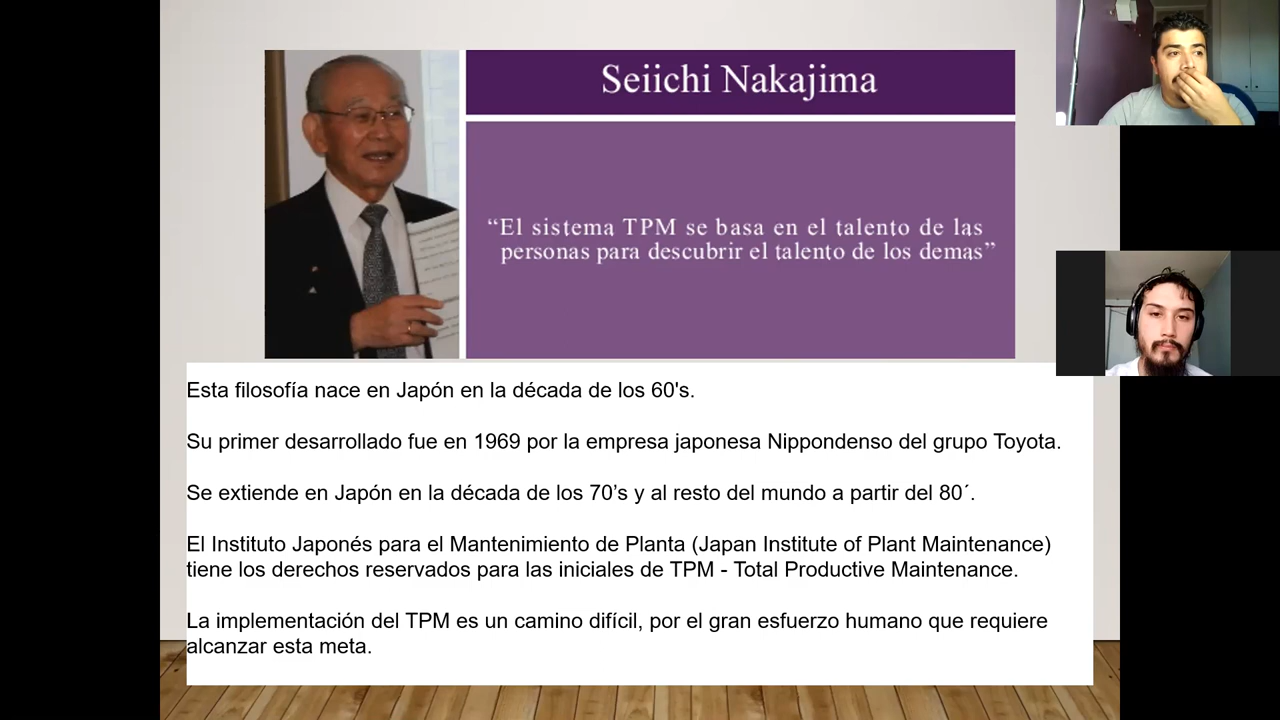 Seiichi Nakajima
“El sistema TPM se basa en el talento de las
personas para descubrir el talento de los demas”
Esta filosofía nace en Japón en la década de los 60's.
Su primer desarrollado fue en 1969 por la empresa japonesa Nippondenso del grupo Toyota.
Se extiende en Japón en la década de los 70’s y al resto del mundo a partir del 80´.
El Instituto Japonés para el Mantenimiento de Planta (Japan Institute of Plant Maintenance)
tiene los derechos reservados para las iniciales de TPM - Total Productive Maintenance.
La implementación del TPM es un camino difícil, por el gran esfuerzo humano que requiere
alcanzar esta meta.